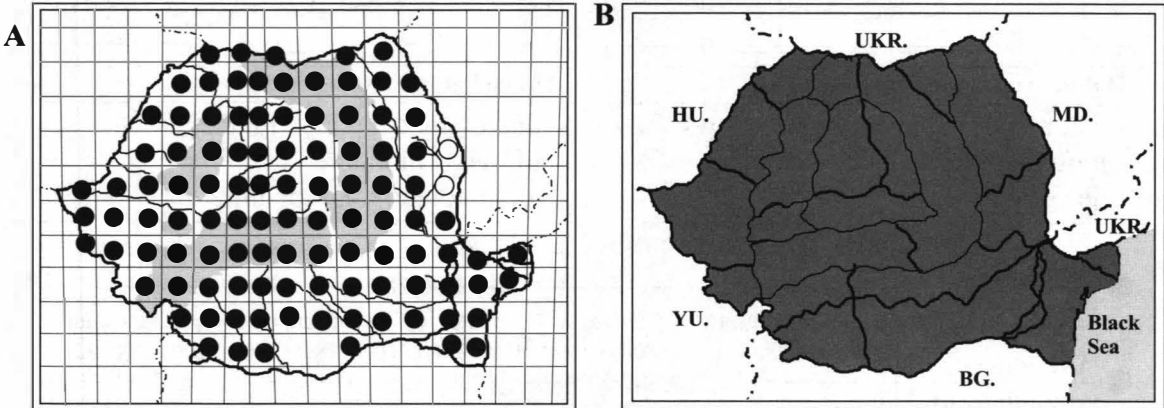 A
B
UKR.
HU.
MD.
UKR.
YU.
Black
Sea
BG.